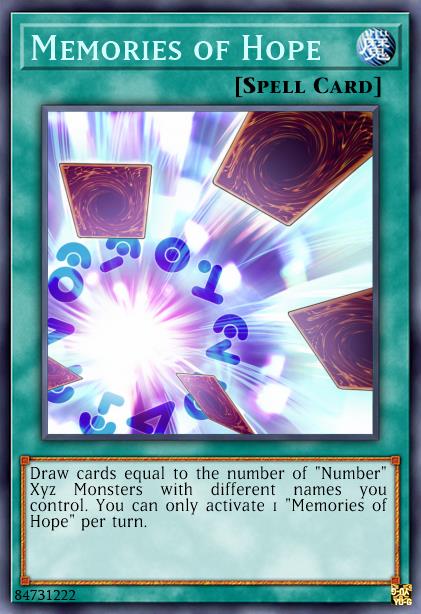 MEMORIES OF HOPE
魔
[SPELL CARD]
Draw cards equal to the number of "Number"
Xyz Monsters with different names you
control. You can only activate 1 "Memories of
Hope" per turn.
84731222